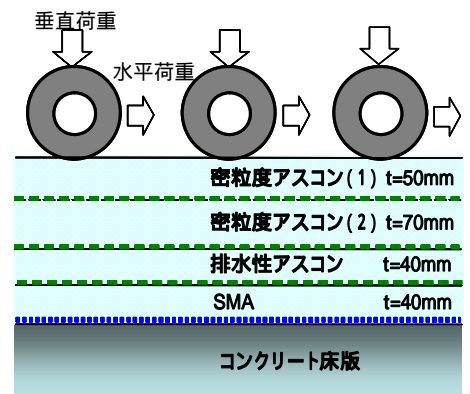 垂直荷重
水平荷重
密粒度アスコン(1) t=50mm
密粒度アスコン(2) t=70mm
排水性アスコン t=40mm
SMA t=40mm
コンクリート床版